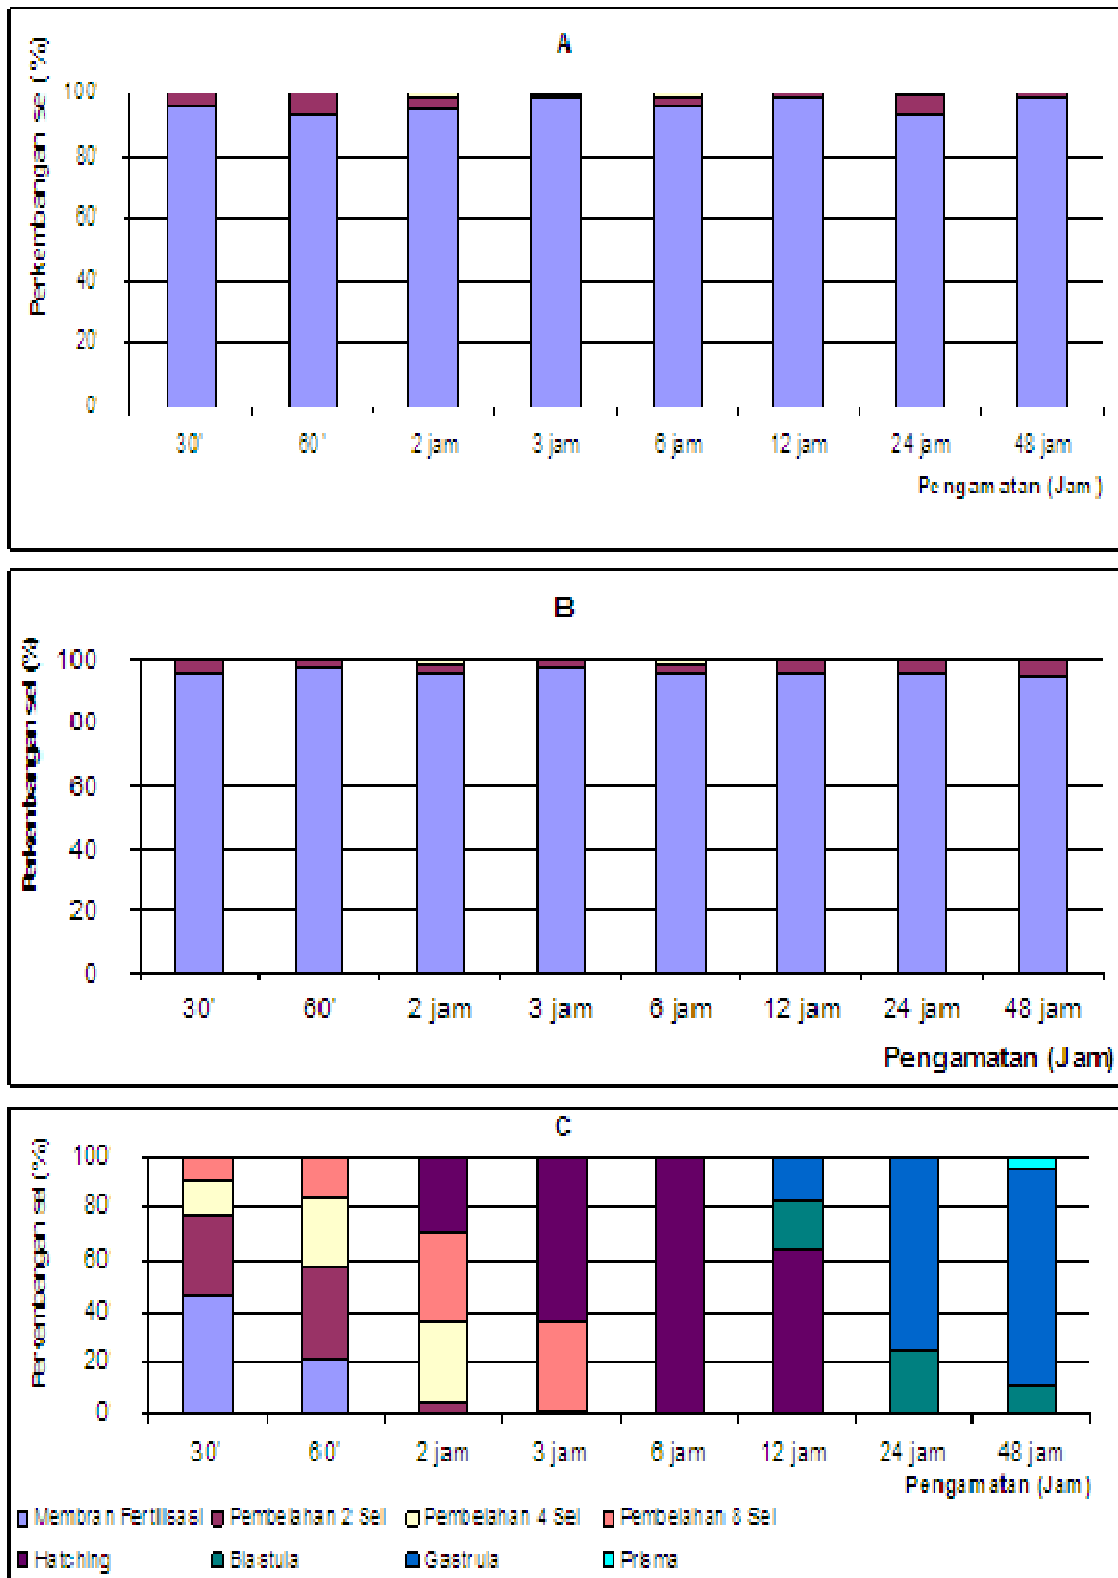 A
Perkembangan se (%)
100
80
60
40
20
0
30' 60' 2 jam 3 jam 6 jam 12 jam 24 jam 48 jam
Pengamatan (Jam)
B
Perkembangan sel (%)
100
80
60
40
20
0
30' 60' 2 jam 3 jam 6 jam 12 jam 24 jam 48 jam
Pengamatan (Jam)
C
Perkembangan sel (%)
100
80
60
40
20
0
30' 60' 2 jam 3 jam 6 jam 12 jam 24 jam 48 jam
Pengamatan (Jam)
Membran Fertilisasi Pembelahan 2 Sel Pembelahan 4 Sel Pembelahan 8 Sel
Hatching Blastula Gastrula Prisma